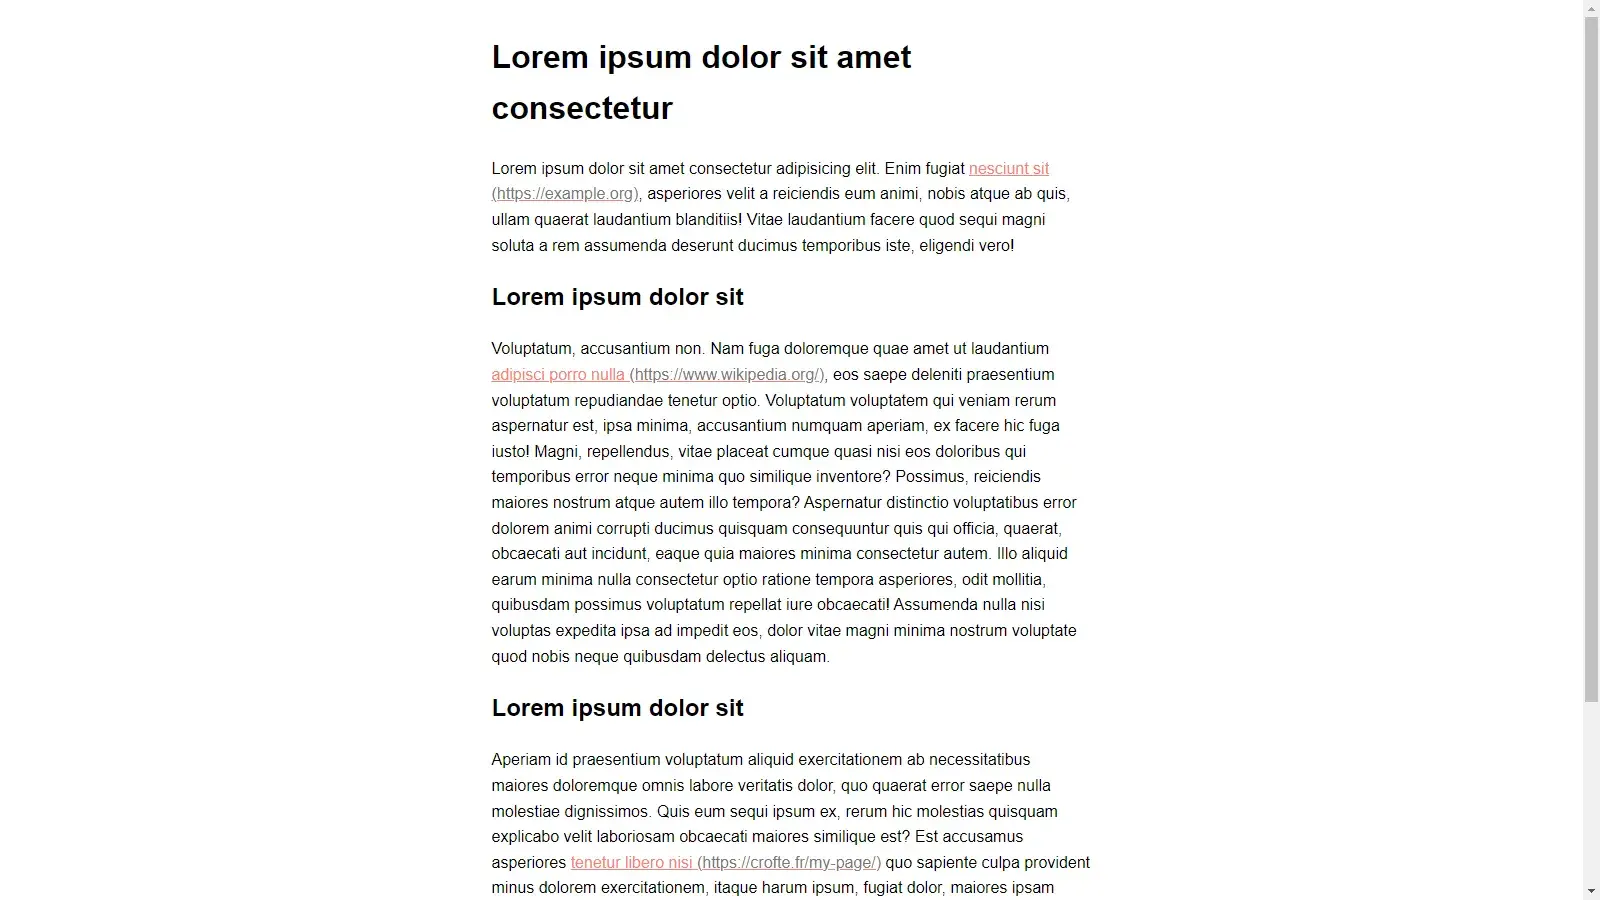 Lorem ipsum dolor sit amet
consectetur
Lorem ipsum dolor sit amet consectetur adipisicing elit. Enim fugiat nesciunt sit
(https://example.org), asperiores velit a reiciendis eum animi, nobis atque ab quis,
ullam quaerat laudantium blanditiis! Vitae laudantium facere quod sequi magni
soluta a rem assumenda deserunt ducimus temporibus iste, eligendi vero!
Lorem ipsum dolor sit
Voluptatum, accusantium non. Nam fuga doloremque quae amet ut laudantium
adipisci porro nulla (https://www.wikipedia.org/), eos saepe deleniti praesentium
voluptatum repudiandae tenetur optio. Voluptatum voluptatem qui veniam rerum
aspernatur est, ipsa minima, accusantium numquam aperiam, ex facere hic fuga
iusto! Magni, repellendus, vitae placeat cumque quasi nisi eos doloribus qui
temporibus error neque minima quo similique inventore? Possimus, reiciendis
maiores nostrum atque autem illo tempora? Aspernatur distinctio voluptatibus error
dolorem animi corrupti ducimus quisquam consequuntur quis qui officia, quaerat,
obcaecati aut incidunt, eaque quia maiores minima consectetur autem. Illo aliquid
earum minima nulla consectetur optio ratione tempora asperiores, odit mollitia,
quibusdam possimus voluptatum repellat iure obcaecati! Assumenda nulla nisi
voluptas expedita ipsa ad impedit eos, dolor vitae magni minima nostrum voluptate
quod nobis neque quibusdam delectus aliquam.
Lorem ipsum dolor sit
Aperiam id praesentium voluptatum aliquid exercitationem ab necessitatibus
maiores doloremque omnis labore veritatis dolor, quo quaerat error saepe nulla
molestiae dignissimos. Quis eum sequi ipsum ex, rerum hic molestias quisquam
explicabo velit laboriosam obcaecati maiores similique est? Est accusamus
asperiores tenetur libero nisi (https://crofte.fr/my-page/) quo sapiente culpa provident
minus dolorem exercitationem, itaque harum ipsum, fugiat dolor, maiores ipsam